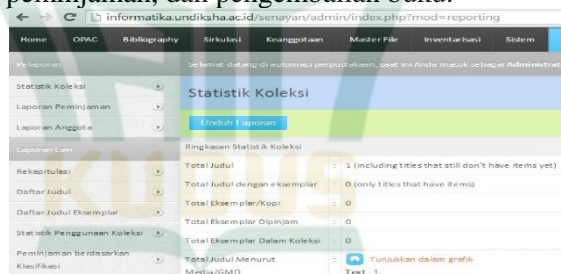 peminjaman, dan pengembalian buku.
informatika.undiksha.ac.id/senayan/admin/index.php?mod=reporting
Home OPAC Bibliography Sirkulasi Keanggotaan Master File Inventarisasi Sistem
Pelaporan Selamat datang di automasi perpustakaan, saat ini Anda masuk sebagai Administrat
Statistik Koleksi
Laporan Peminjaman
Laporan Anggota
Laporan Lain
Rekapitulasi
Daftar Judul
Daftar Judul Eksemplar
Statistik Penggunaan Koleksi
Peminjaman berdasarkan
Klasifikasi
Statistik Koleksi
Unduh Laporan
Ringkasan Statistik Koleksi
Total Judul : 1 (including titles that still don't have items yet)
Total Judul dengan eksemplar : 0 (only titles that have items)
Total Eksemplar/Kopi : 0
Total Eksemplar Dipinjam : 0
Total Eksemplar Dalam Koleksi : 0
Total Judul Menurut : Tunjukkan dalam grafik
Media/GMD Text 1,
KUDUS